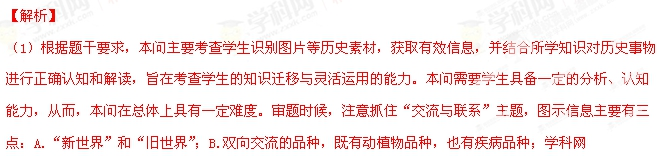 【解析】
（1）根据题干要求，本问主要考查学生识别图片等历史素材，获取有效信息，并结合所学知识对历史事物
进行正确认知和解读，旨在考查学生的知识迁移与灵活运用的能力。本问需要学生具备一定的分析、认知
能力，从而，本问在总体上具有一定难度。审题时候，注意抓住“交流与联系”主题，图示信息主要有三
点：A.“新世界”和“旧世界”；B.双向交流的品种，既有动植物品种，也有疾病品种；学科网